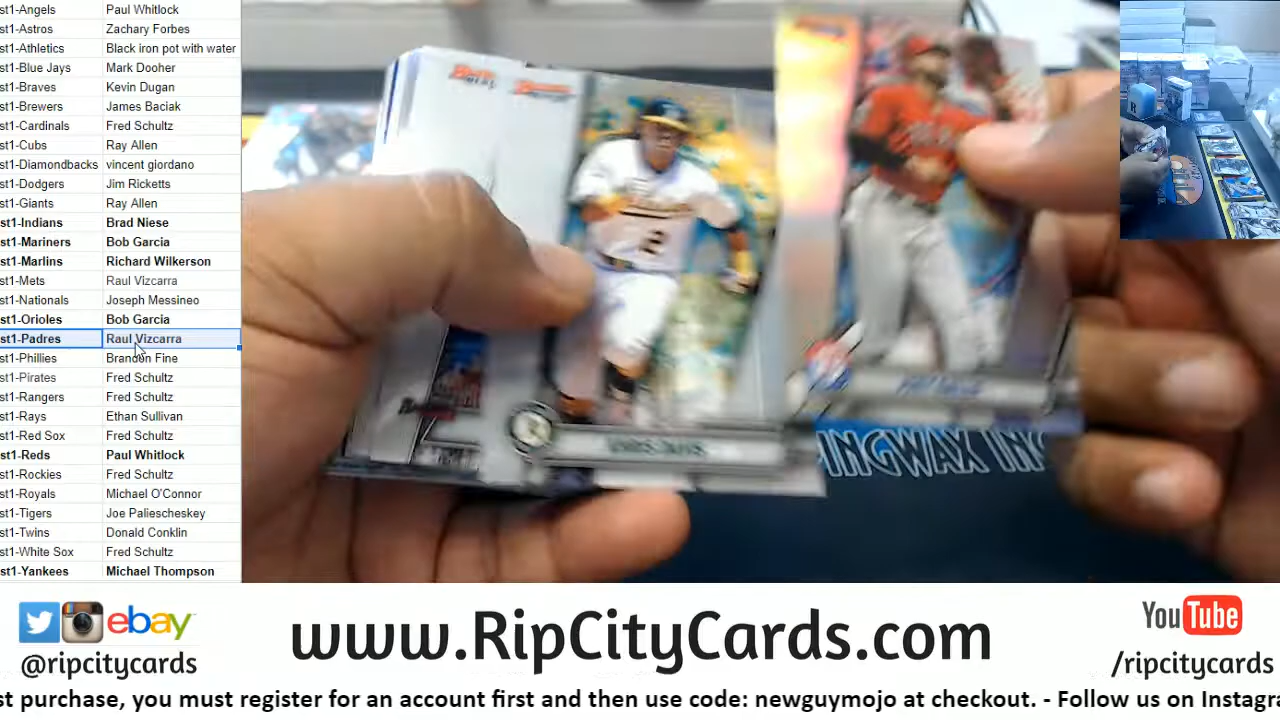 st1-Angels Paul Whitlock
st1-Astros Zachary Forbes
st1-Athletics Black iron pot with water
st1-Blue Jays Mark Dooher
st1-Braves Kevin Dugan
st1-Brewers James Baciak
st1-Cardinals Fred Schultz
st1-Cubs Ray Allen
st1-Diamondbacks vincent giordano
st1-Dodgers Jim Ricketts
st1-Giants Ray Allen
st1-Indians Brad Niese
st1-Mariners Bob Garcia
st1-Marlins Richard Wilkerson
st1-Mets Raul Vizcarra
st1-Nationals Joseph Messineo
st1-Orioles Bob Garcia
st1-Padres Raul Vizcarra
st1-Phillies Brandon Fine
st1-Pirates Fred Schultz
st1-Rangers Fred Schultz
st1-Rays Ethan Sullivan
st1-Red Sox Fred Schultz
st1-Reds Paul Whitlock
st1-Rockies Fred Schultz
st1-Royals Michael O'Connor
st1-Tigers Joe Paliescheskey
st1-Twins Donald Conklin
st1-White Sox Fred Schultz
st1-Yankees Michael Thompson
2
INGWAX INC
ebay
@ripcitycards
www.RipCityCards.com
YouTube
/ripcitycards
st purchase, you must register for an account first and then use code: newguymojo at checkout. - Follow us on Instagra